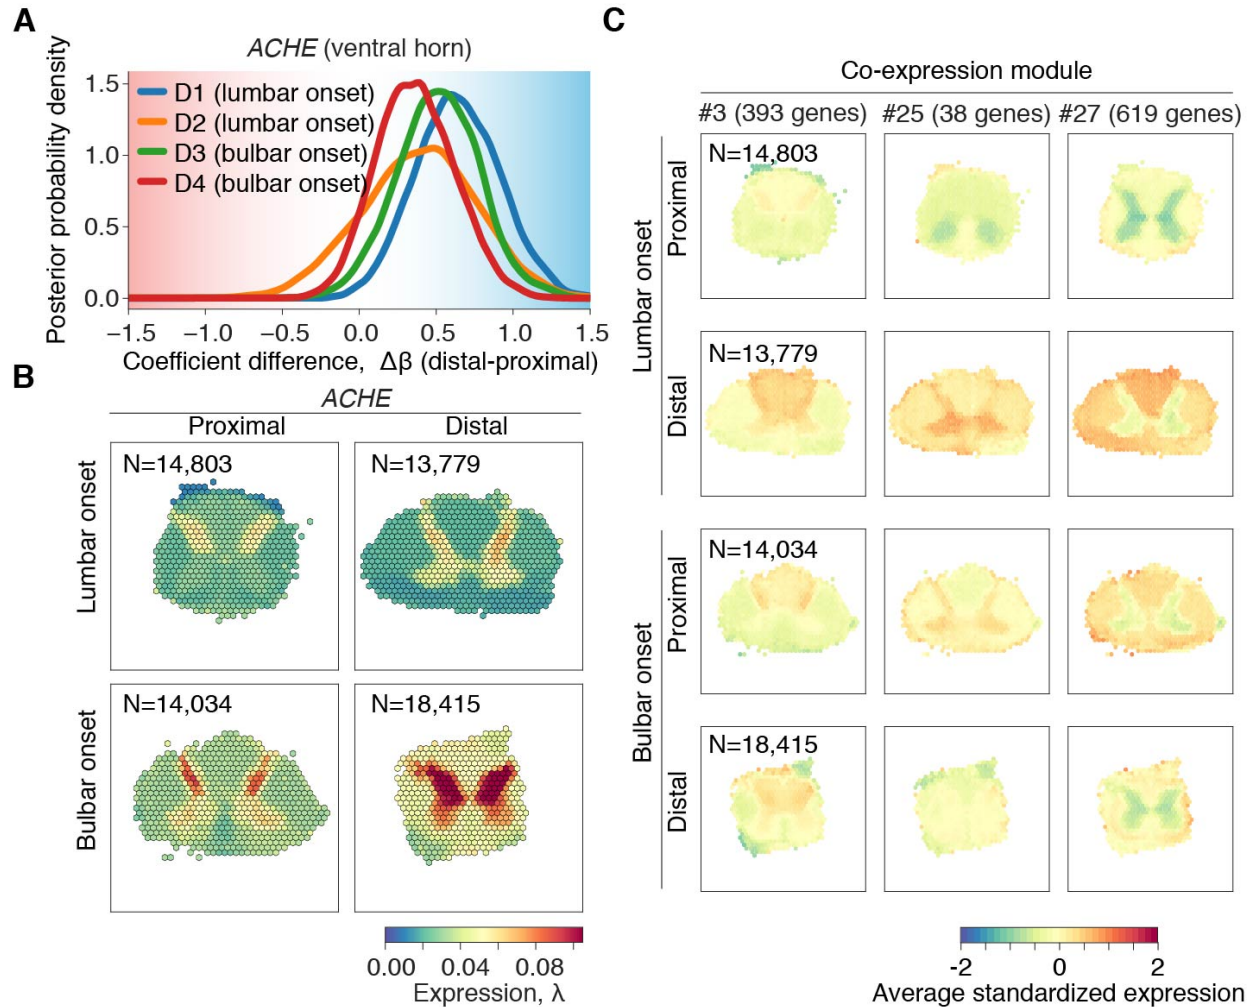 A
ACHE (ventral horn)
Posterior probability density
1.5
1.0
0.5
0.0
D1 (lumbar onset)
D2 (lumbar onset)
D3 (bulbar onset)
D4 (bulbar onset)
−1.5 −1.0 −0.5 0.0 0.5 1.0 1.5
Coefficient difference, Δβ (distal-proximal)
B
ACHE
Proximal Distal
Lumbar onset
N=14,803
N=13,779
Bulbar onset
N=14,034
N=18,415
0.00 0.04 0.08
Expression, λ
C
Co-expression module
#3 (393 genes) #25 (38 genes) #27 (619 genes)
Lumbar onset
Proximal
N=14,803
Distal
N=13,779
Bulbar onset
Proximal
N=14,034
Distal
N=18,415
-2 0 2
Average standardized expression